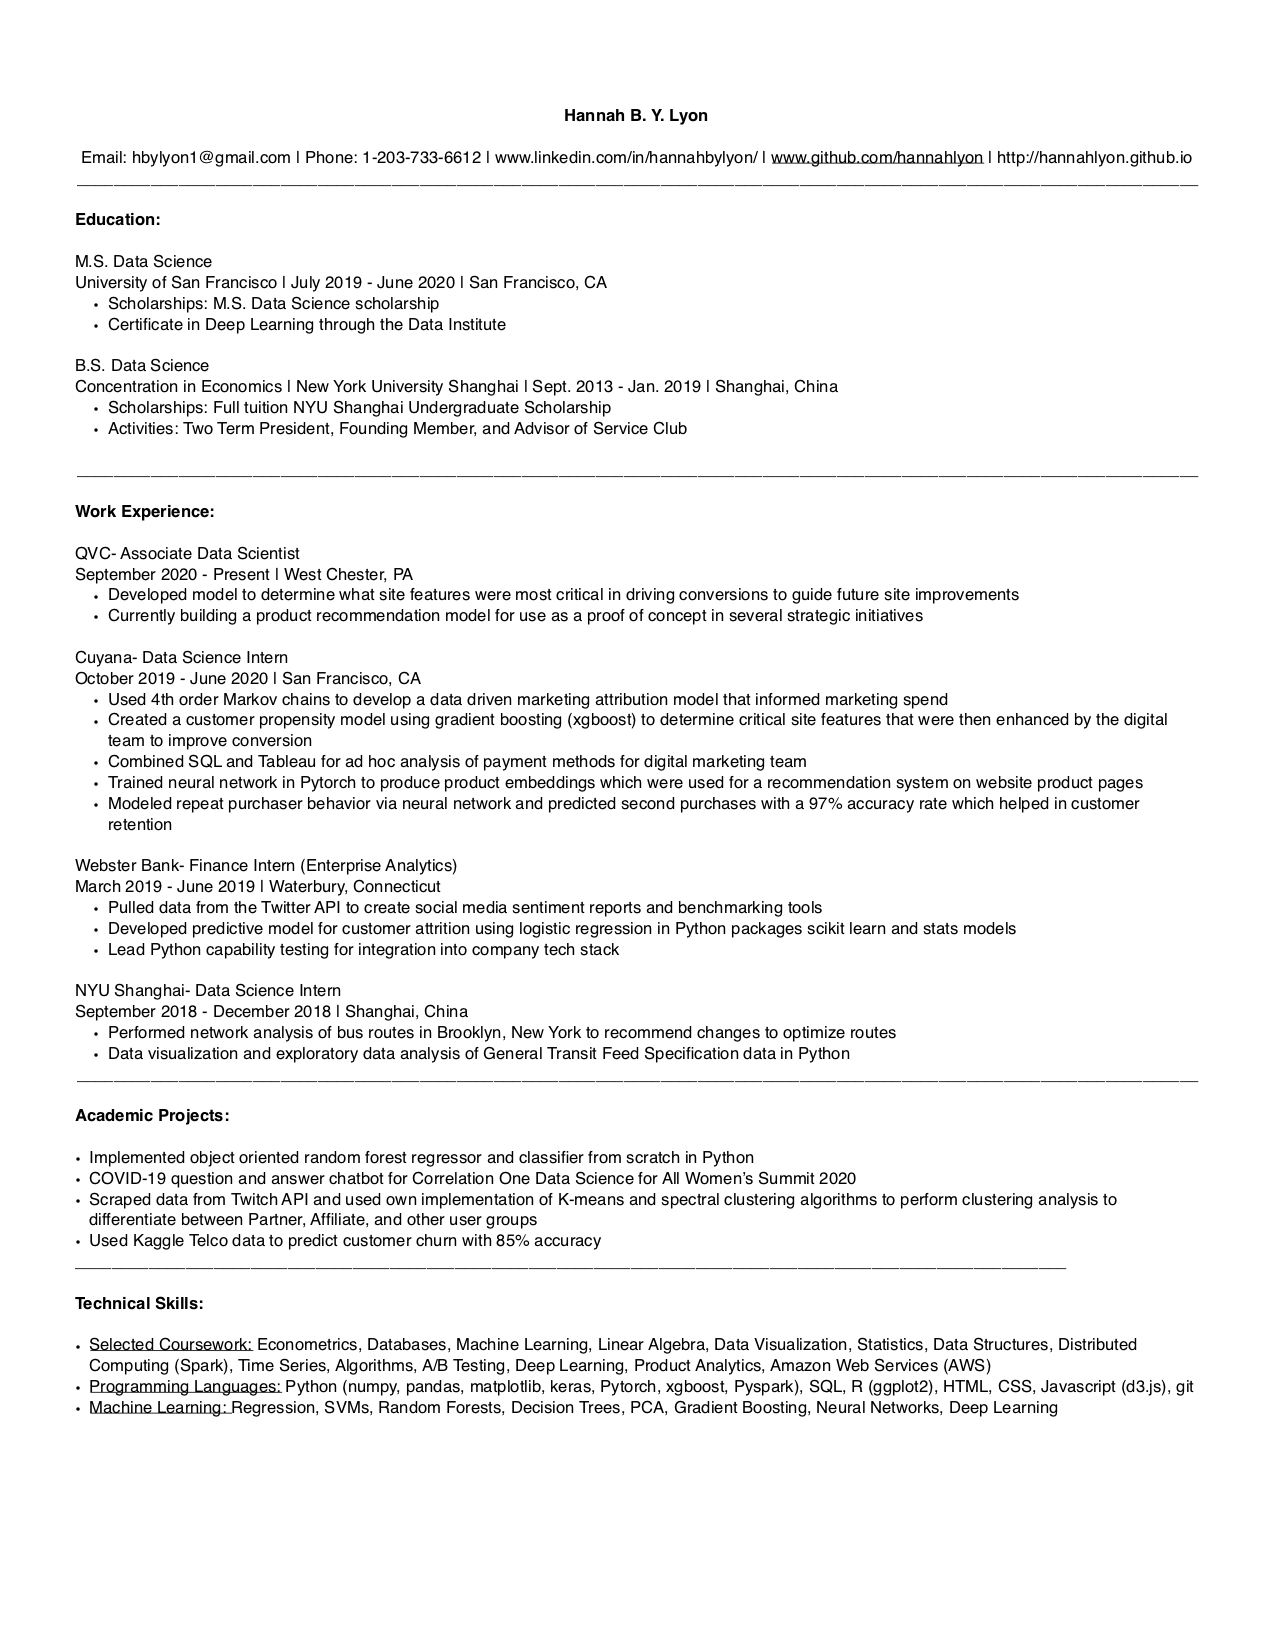 Hannah B. Y. Lyon
Email: hbylyon1@gmail.com | Phone: 1-203-733-6612 | www.linkedin.com/in/hannahbylyon/ | www.github.com/hannahlyon | http://hannahlyon.github.io
Education:
M.S. Data Science
University of San Francisco | July 2019 - June 2020 | San Francisco, CA
• Scholarships: M.S. Data Science scholarship
• Certificate in Deep Learning through the Data Institute
B.S. Data Science
Concentration in Economics | New York University Shanghai | Sept. 2013 - Jan. 2019 | Shanghai, China
• Scholarships: Full tuition NYU Shanghai Undergraduate Scholarship
• Activities: Two Term President, Founding Member, and Advisor of Service Club
Work Experience:
QVC- Associate Data Scientist
September 2020 - Present | West Chester, PA
• Developed model to determine what site features were most critical in driving conversions to guide future site improvements
• Currently building a product recommendation model for use as a proof of concept in several strategic initiatives
Cuyana- Data Science Intern
October 2019 - June 2020 | San Francisco, CA
• Used 4th order Markov chains to develop a data driven marketing attribution model that informed marketing spend
• Created a customer propensity model using gradient boosting (xgboost) to determine critical site features that were then enhanced by the digital
team to improve conversion
• Combined SQL and Tableau for ad hoc analysis of payment methods for digital marketing team
• Trained neural network in Pytorch to produce product embeddings which were used for a recommendation system on website product pages
• Modeled repeat purchaser behavior via neural network and predicted second purchases with a 97% accuracy rate which helped in customer
retention
Webster Bank- Finance Intern (Enterprise Analytics)
March 2019 - June 2019 | Waterbury, Connecticut
• Pulled data from the Twitter API to create social media sentiment reports and benchmarking tools
• Developed predictive model for customer attrition using logistic regression in Python packages scikit learn and stats models
• Lead Python capability testing for integration into company tech stack
NYU Shanghai- Data Science Intern
September 2018 - December 2018 | Shanghai, China
• Performed network analysis of bus routes in Brooklyn, New York to recommend changes to optimize routes
• Data visualization and exploratory data analysis of General Transit Feed Specification data in Python
Academic Projects:
• Implemented object oriented random forest regressor and classifier from scratch in Python
• COVID-19 question and answer chatbot for Correlation One Data Science for All Women’s Summit 2020
• Scraped data from Twitch API and used own implementation of K-means and spectral clustering algorithms to perform clustering analysis to
differentiate between Partner, Affiliate, and other user groups
• Used Kaggle Telco data to predict customer churn with 85% accuracy
Technical Skills:
• Selected Coursework: Econometrics, Databases, Machine Learning, Linear Algebra, Data Visualization, Statistics, Data Structures, Distributed
Computing (Spark), Time Series, Algorithms, A/B Testing, Deep Learning, Product Analytics, Amazon Web Services (AWS)
• Programming Languages: Python (numpy, pandas, matplotlib, keras, Pytorch, xgboost, Pyspark), SQL, R (ggplot2), HTML, CSS, Javascript (d3.js), git
• Machine Learning: Regression, SVMs, Random Forests, Decision Trees, PCA, Gradient Boosting, Neural Networks, Deep Learning